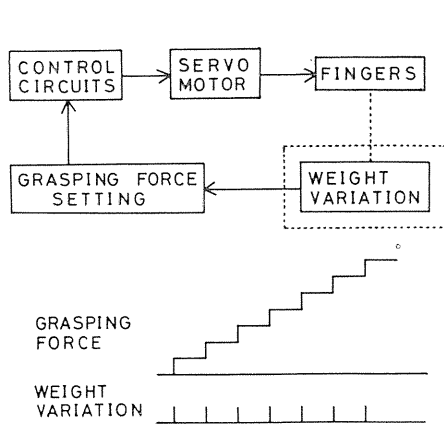 CONTROL
CIRCUITS
SERVO
MOTOR
FINGERS
GRASPING FORCE
SETTING
WEIGHT
VARIATION
GRASPING
FORCE
WEIGHT
VARIATION